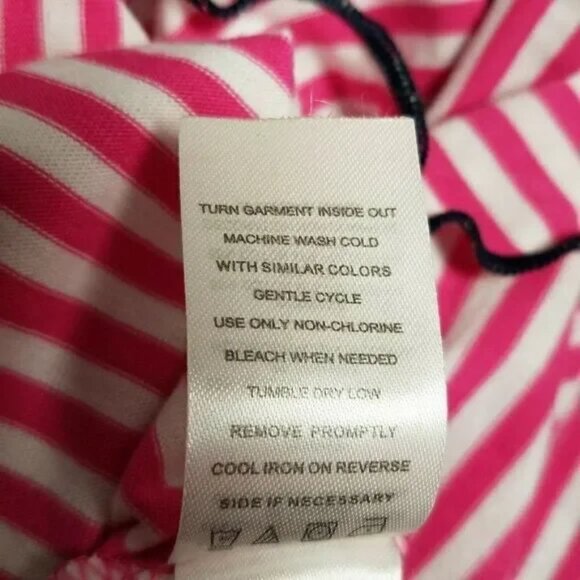 TURN GARMENT INSIDE OUT
MACHINE WASH COLD
WITH SIMILAR COLORS
GENTLE CYCLE
USE ONLY NON-CHLORINE
BLEACH WHEN NEEDED
TUMBLE DRY LOW
REMOVE PROMPTLY
COOL IRON ON REVERSE
SIDE IF NECESSARY